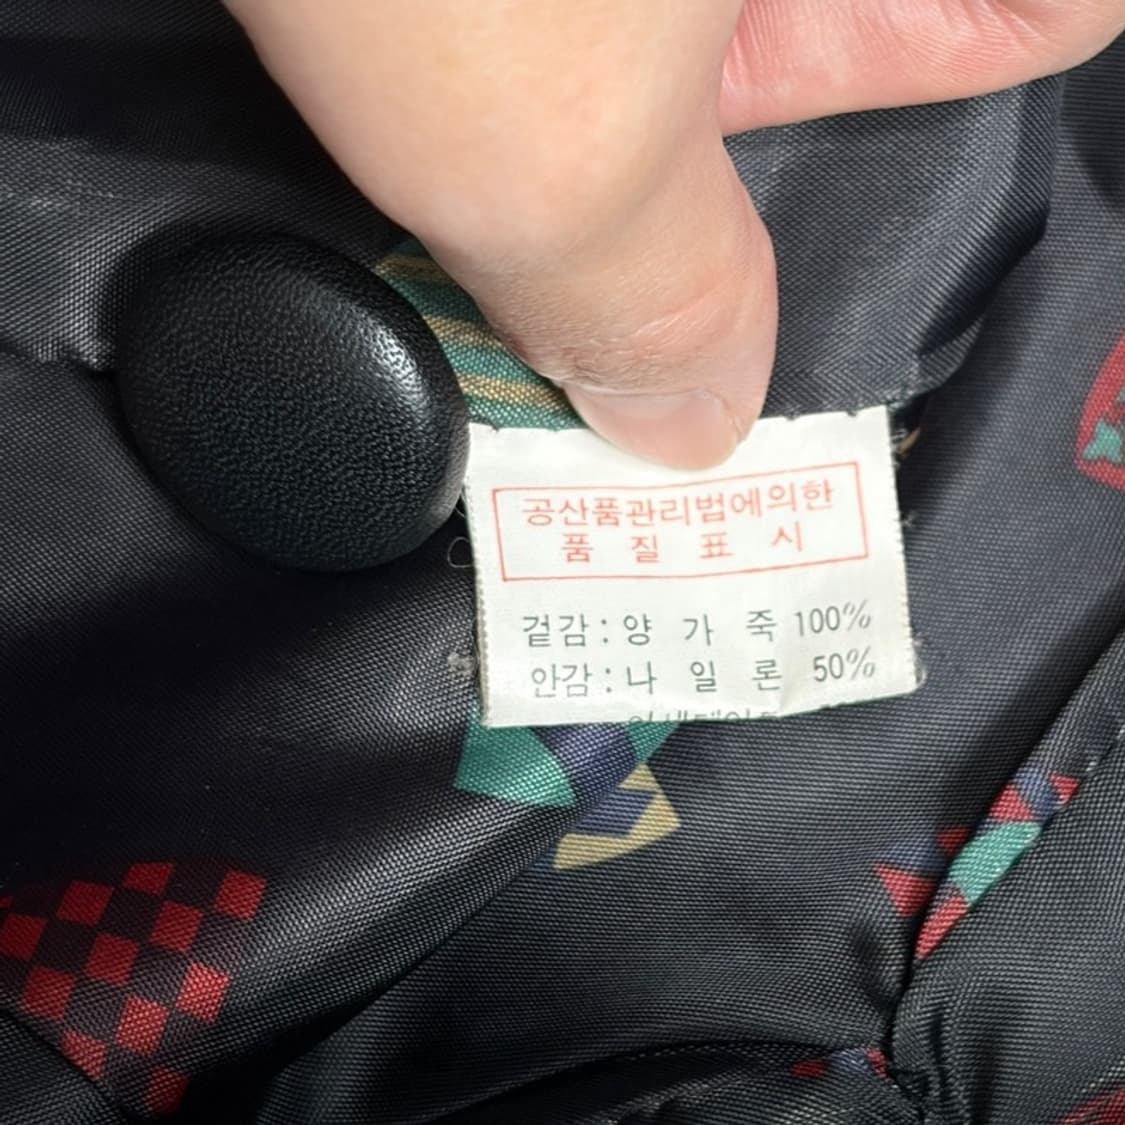 공산품관리법에의한
품 질 표 시
겉감 : 양 가 죽 100%
안감 : 나 일 론 50%